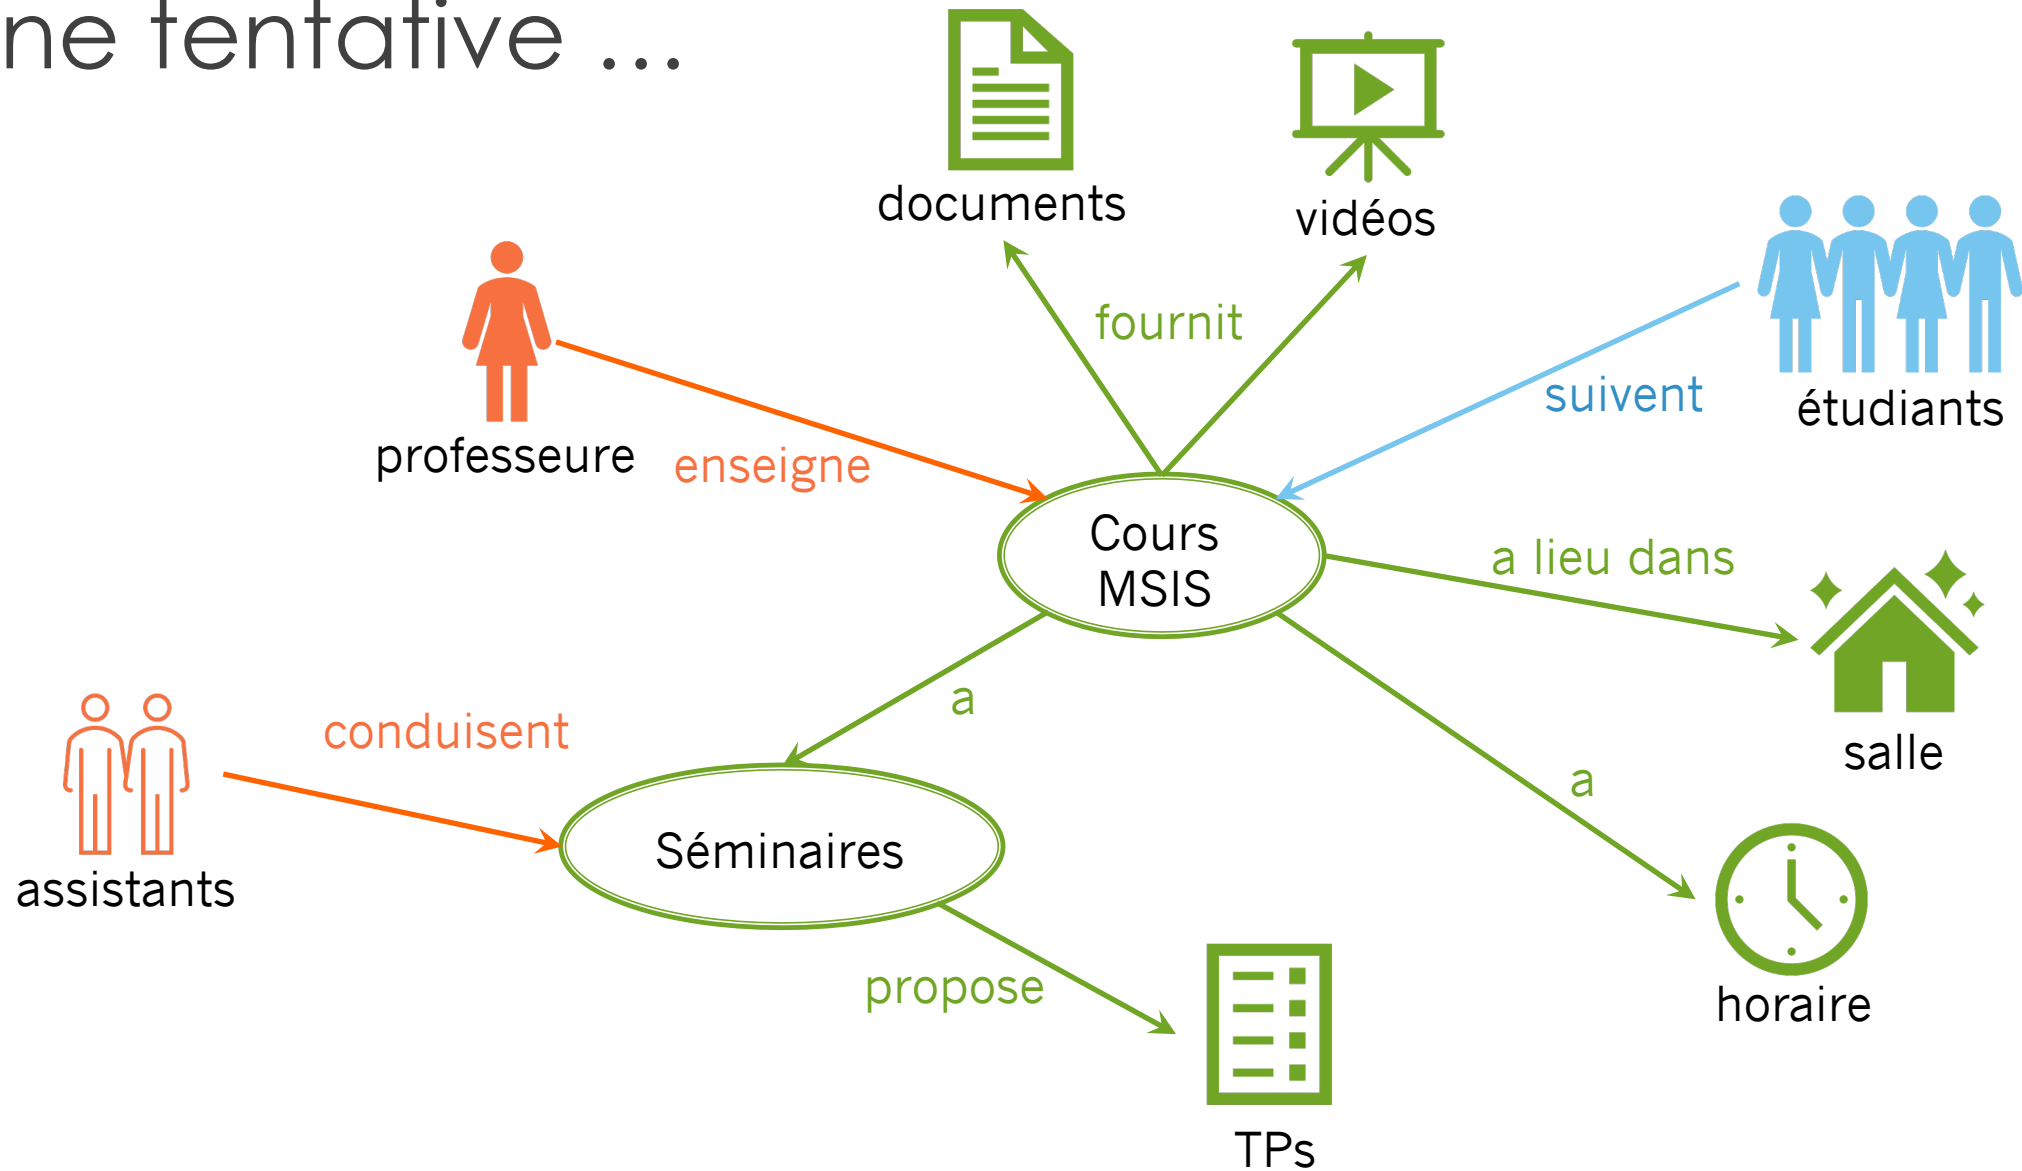 ne tentative ...
documents
vidéos
fournit
suivent
étudiants
professeure
enseigne
Cours
MSIS
a lieu dans
salle
a
a
conduisent
assistants
Séminaires
propose
horaire
TPs